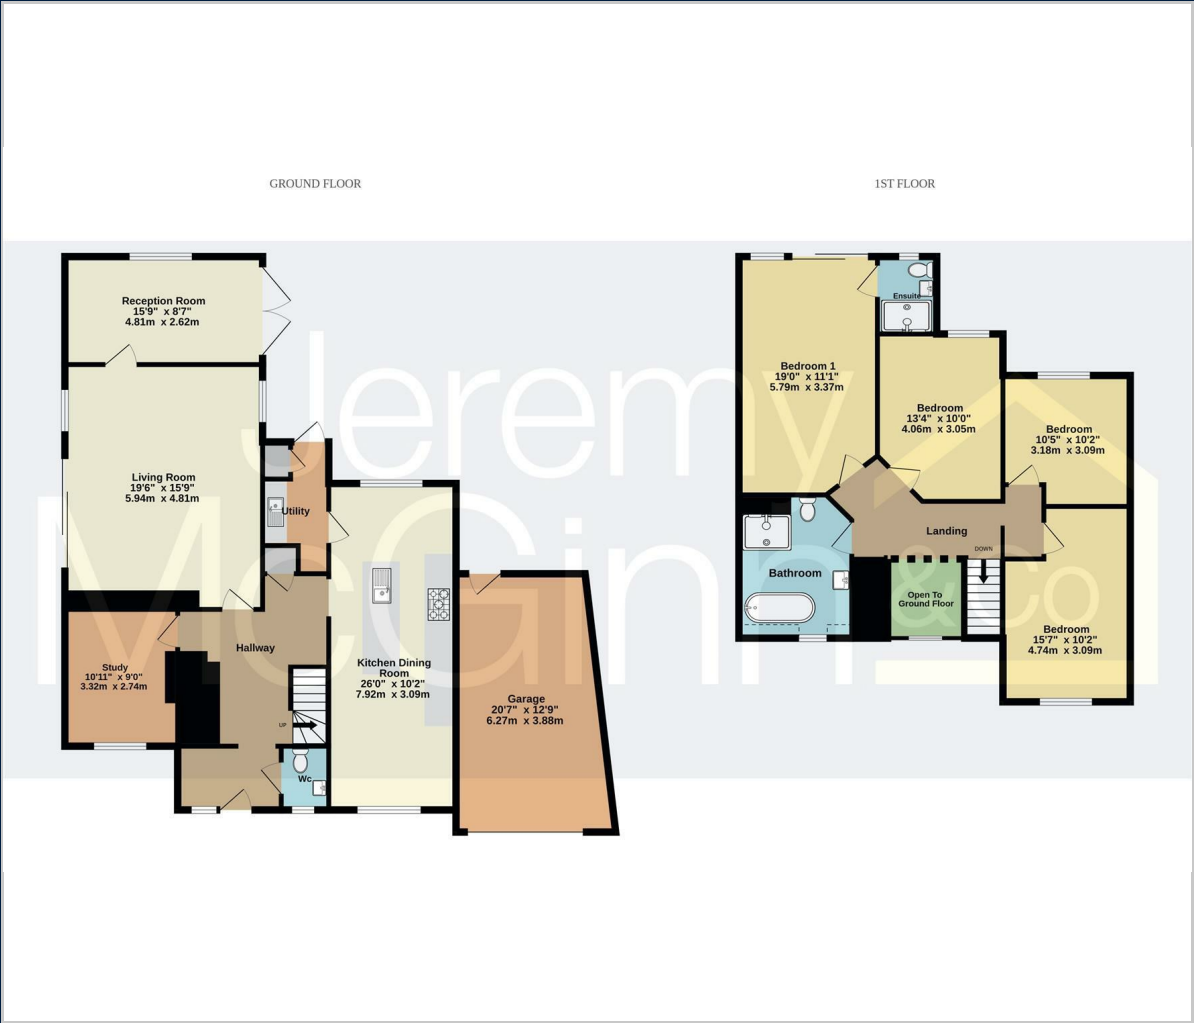 GROUND FLOOR
1ST FLOOR
Reception Room
15'9" x 8'7"
4.81m x 2.62m
Living Room
19'6" x 15'9"
5.94m x 4.81m
Utility
Hallway
Study
10'11" x 9'0"
3.32m x 2.74m
UP
Wc
Kitchen Dining
Room
26'0" x 10'2"
7.92m x 3.09m
Garage
20'7" x 12'9"
6.27m x 3.88m
Ensuite
Bedroom 1
19'0" x 11'1"
5.79m x 3.37m
Bedroom
13'4" x 10'0"
4.06m x 3.05m
Bedroom
10'5" x 10'2"
3.18m x 3.09m
Landing
DOWN
Bathroom
Open To
Ground Floor
Bedroom
15'7" x 10'2"
4.74m x 3.09m
Jeremy
McGinn &Co